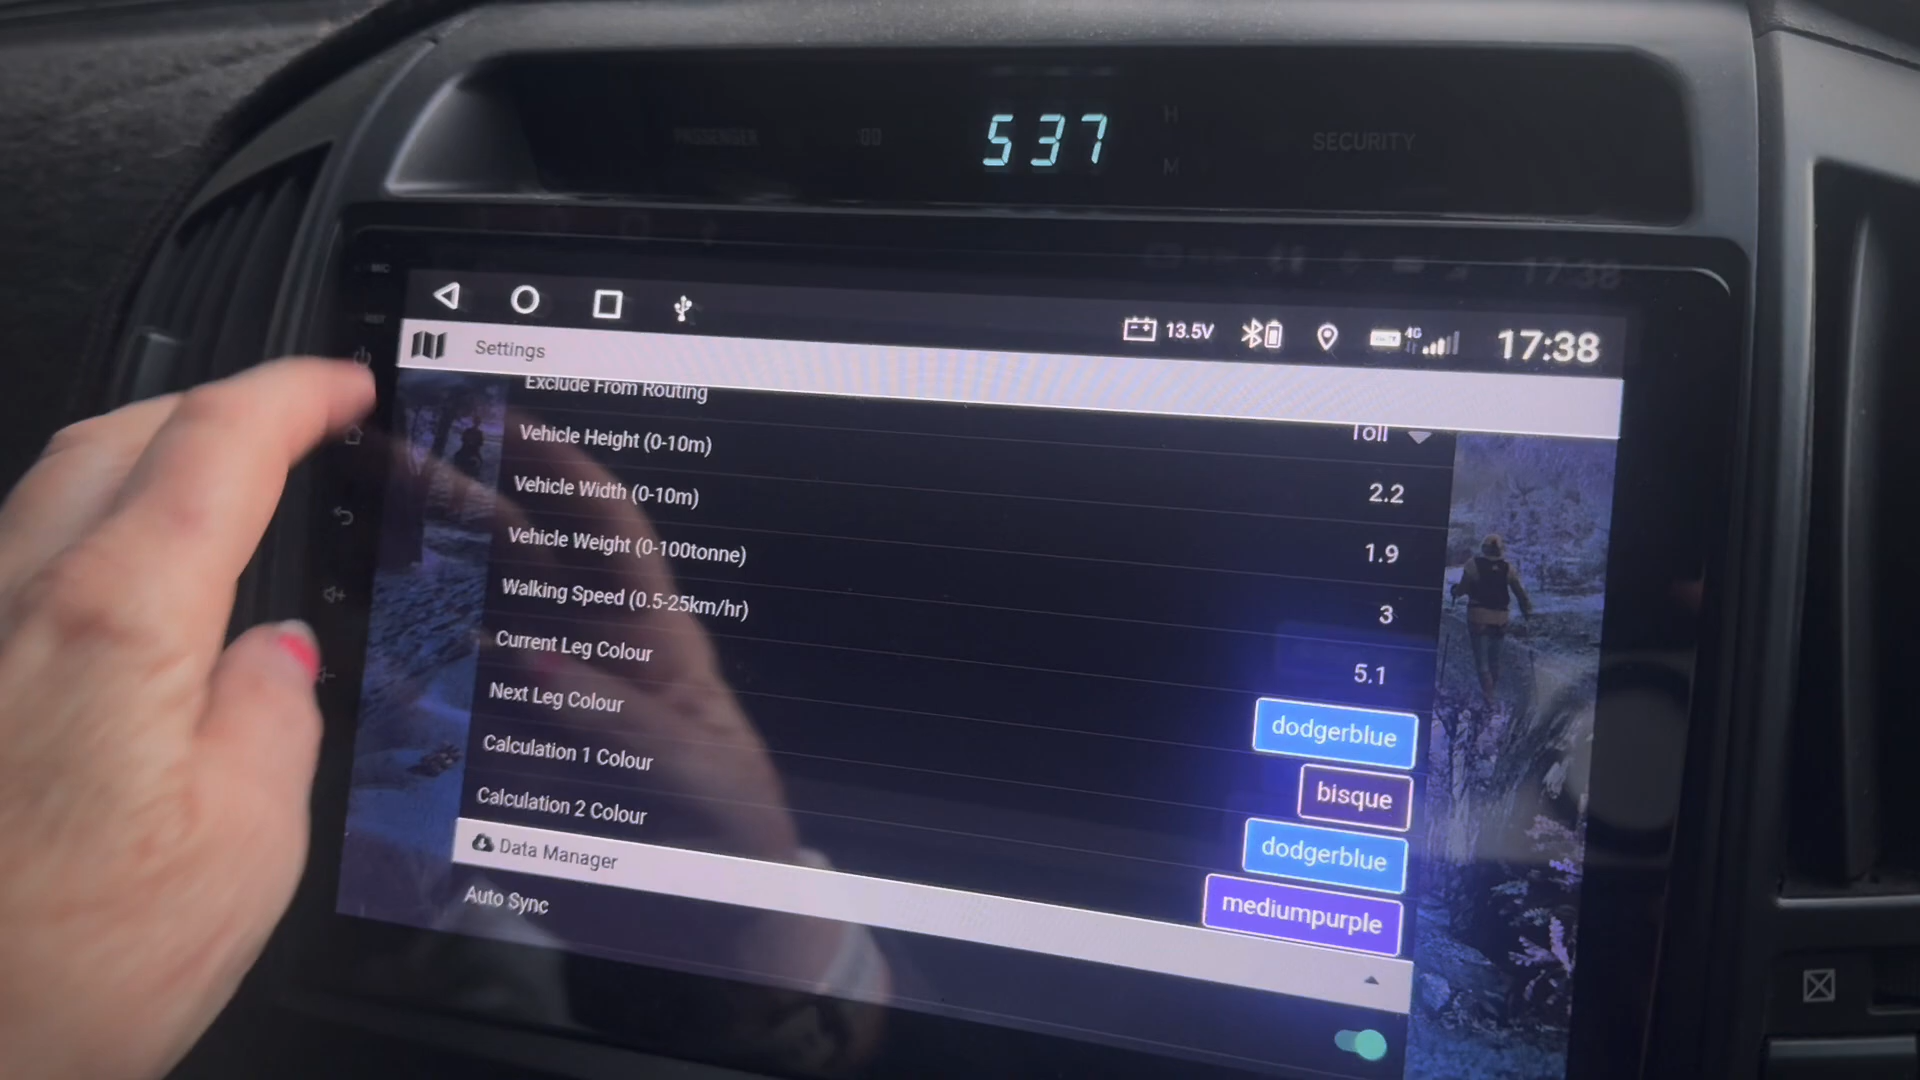 PASSENGER
537
H
M
SECURITY
13.5V
4G
17:38
Settings
Exclude From Routing
Toll
Vehicle Height (0-10m)
2.2
Vehicle Width (0-10m)
1.9
Vehicle Weight (0-100tonne)
3
Walking Speed (0.5-25km/hr)
5.1
Current Leg Colour
dodgerblue
Next Leg Colour
bisque
Calculation 1 Colour
dodgerblue
Calculation 2 Colour
mediumpurple
Data Manager
Auto Sync